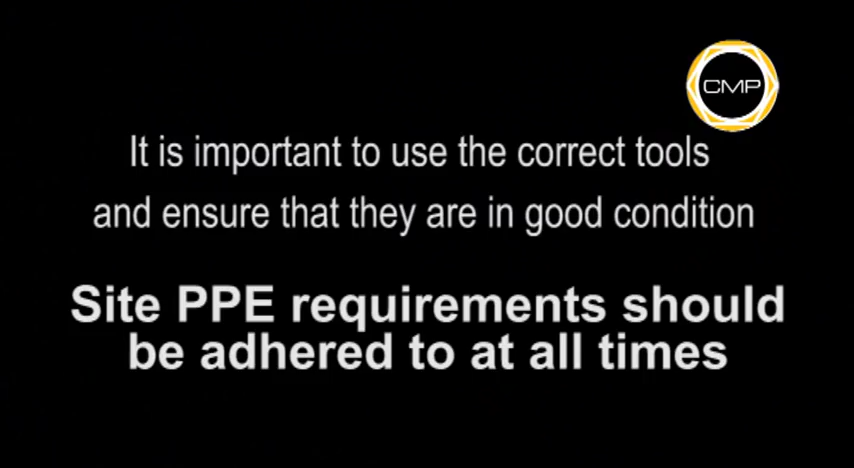 CMP
It is important to use the correct tools
and ensure that they are in good condition
Site PPE requirements should
be adhered to at all times